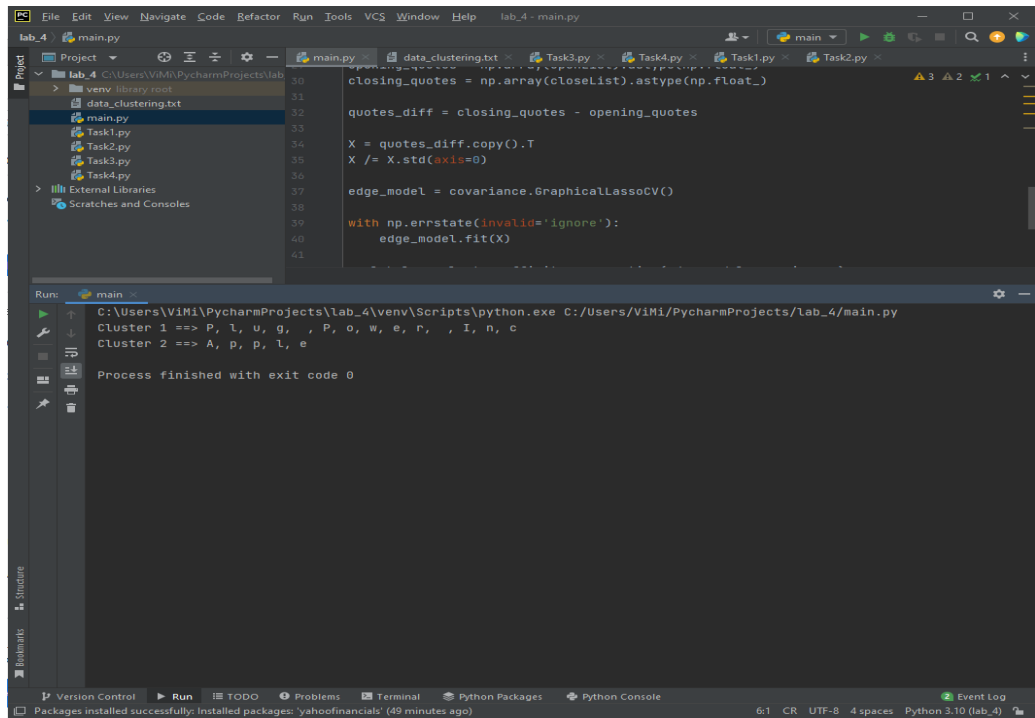 File Edit View Navigate Code Refactor Run Tools VCS Window Help lab_4 - main.py
lab_4 main.py main
Project main.py data_clustering.txt Task3.py Task4.py Task1.py Task2.py
lab_4 C:\Users\ViMi\PycharmProjects\lab
venv library root
data_clustering.txt
main.py
Task1.py
Task2.py
Task3.py
Task4.py
External Libraries
Scratches and Consoles
3 2 1
30 closing_quotes = np.array(closeList).astype(np.float_)
31
32 quotes_diff = closing_quotes - opening_quotes
33
34 X = quotes_diff.copy().T
35 X /= X.std(axis=0)
36
37 edge_model = covariance.GraphicalLassoCV()
38
39 with np.errstate(invalid='ignore'):
40 edge_model.fit(X)
41
Run: main
C:\Users\ViMi\PycharmProjects\lab_4\venv\Scripts\python.exe C:/Users/ViMi/PycharmProjects/lab_4/main.py
Cluster 1 ==> P, l, u, g,  , P, o, w, e, r,  , I, n, c
Cluster 2 ==> A, p, p, l, e
Process finished with exit code 0
Project
Structure
Bookmarks
Version Control Run TODO Problems Terminal Python Packages Python Console 2 Event Log
Packages installed successfully: Installed packages: 'yahoofinancials' (49 minutes ago) 6:1 CR UTF-8 4 spaces Python 3.10 (lab_4)